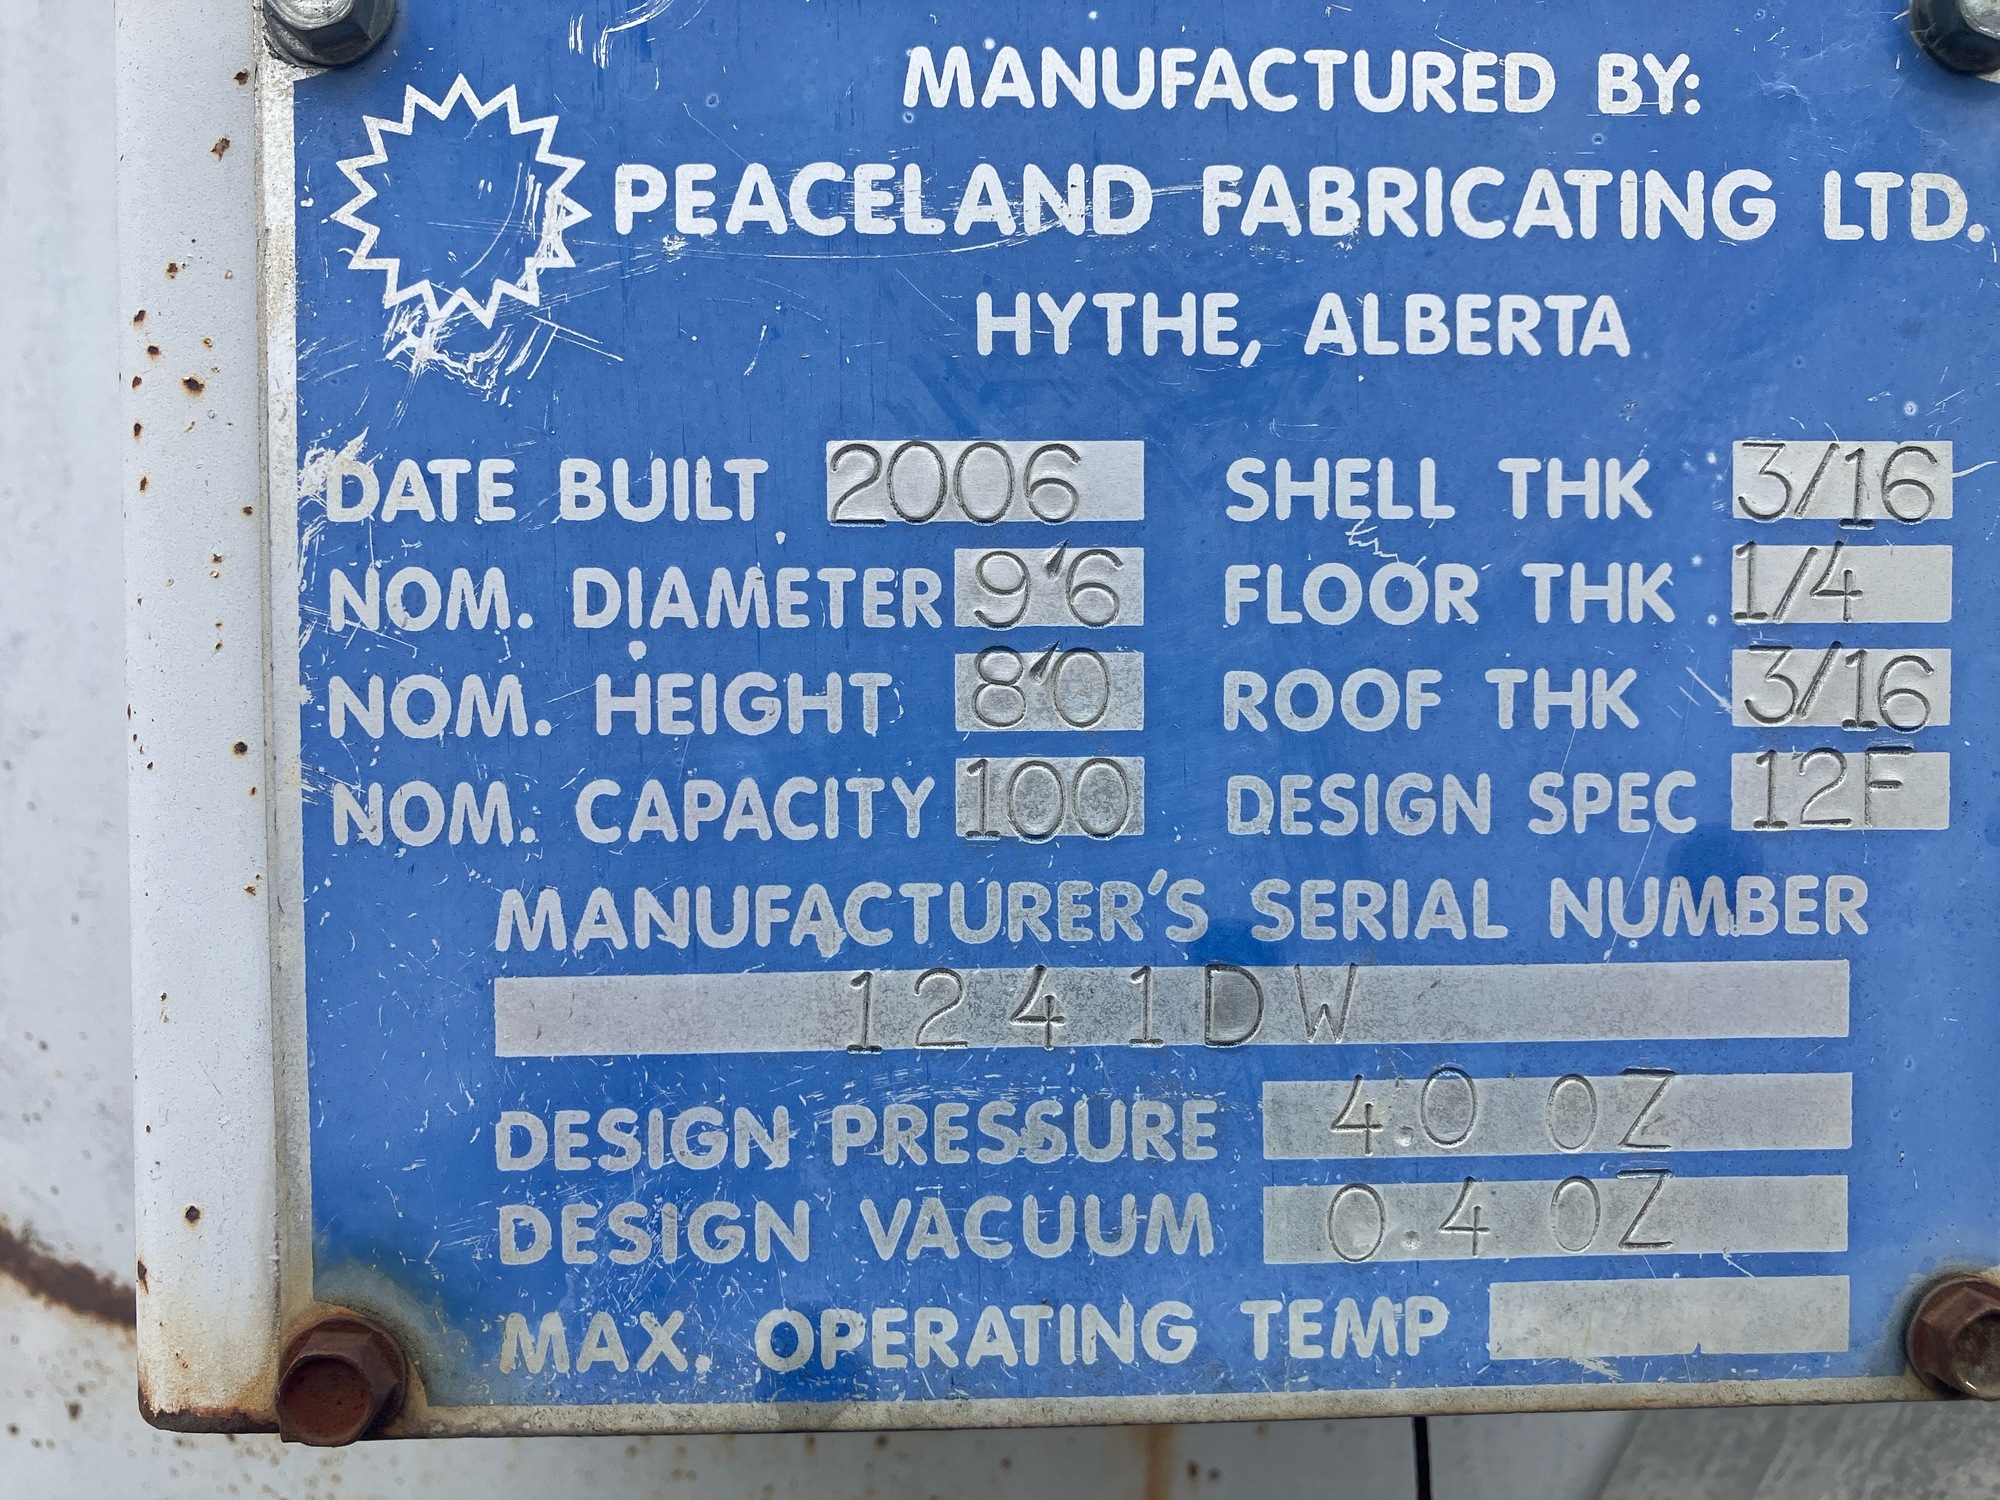 MANUFACTURED BY:
PEACELAND FABRICATING LTD.
HYTHE, ALBERTA
DATE BUILT 2006 SHELL THK 3/16
NOM. DIAMETER 9'6 FLOOR THK 1/4
NOM. HEIGHT 8'0 ROOF THK 3/16
NOM. CAPACITY 100 DESIGN SPEC 12F
MANUFACTURER'S SERIAL NUMBER
1241DW
DESIGN PRESSURE 4.0 OZ
DESIGN VACUUM 0.4 OZ
MAX. OPERATING TEMP